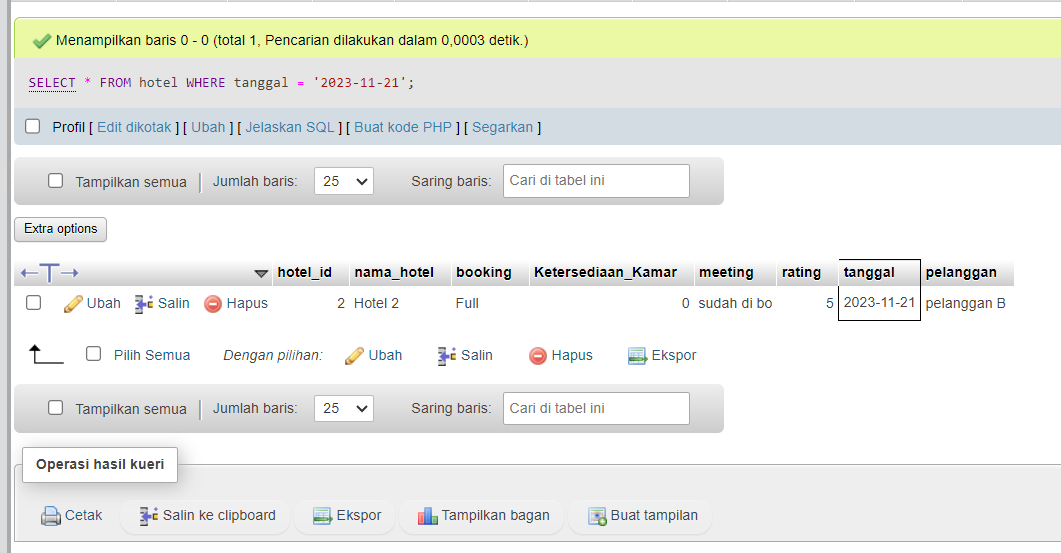 Menampilkan baris 0 - 0 (total 1, Pencarian dilakukan dalam 0,0003 detik.)
SELECT * FROM hotel WHERE tanggal = '2023-11-21';
Profil [ Edit dikotak ] [ Ubah ] [ Jelaskan SQL ] [ Buat kode PHP ] [ Segarkan ]
Tampilkan semua Jumlah baris: 25 Saring baris: Cari di tabel ini
Extra options
hotel_id nama_hotel booking Ketersediaan_Kamar meeting rating tanggal pelanggan
Ubah Salin Hapus 2 Hotel 2 Full 0 sudah di bo 5 2023-11-21 pelanggan B
Pilih Semua Dengan pilihan: Ubah Salin Hapus Ekspor
Tampilkan semua Jumlah baris: 25 Saring baris: Cari di tabel ini
Operasi hasil kueri
Cetak Salin ke clipboard Ekspor Tampilkan bagan Buat tampilan